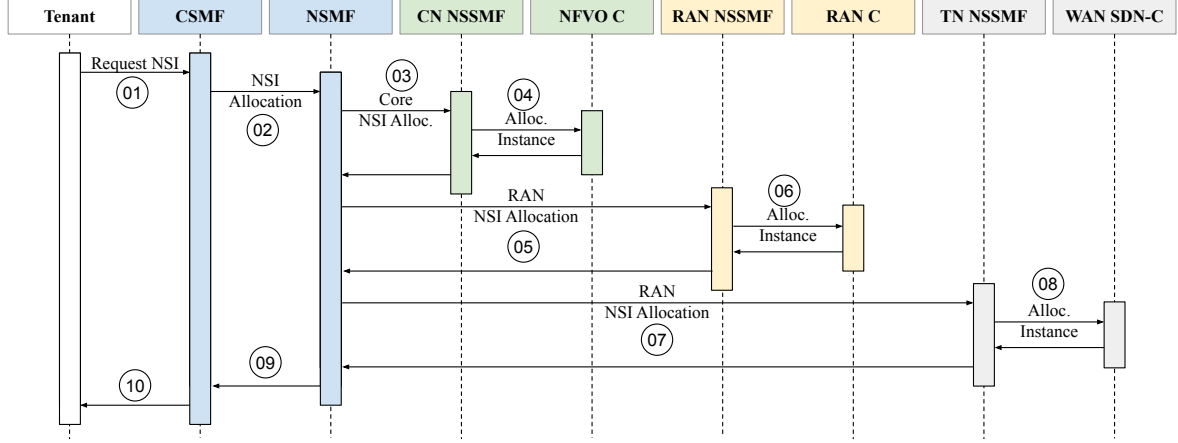 Tenant
CSMF
NSMF
CN NSSMF
NFVO C
RAN NSSMF
RAN C
TN NSSMF
WAN SDN-C
Request NSI
01
NSI
Allocation
02
03
Core
NSI Alloc.
04
Alloc.
Instance
RAN
NSI Allocation
05
06
Alloc.
Instance
RAN
NSI Allocation
07
08
Alloc.
Instance
09
10